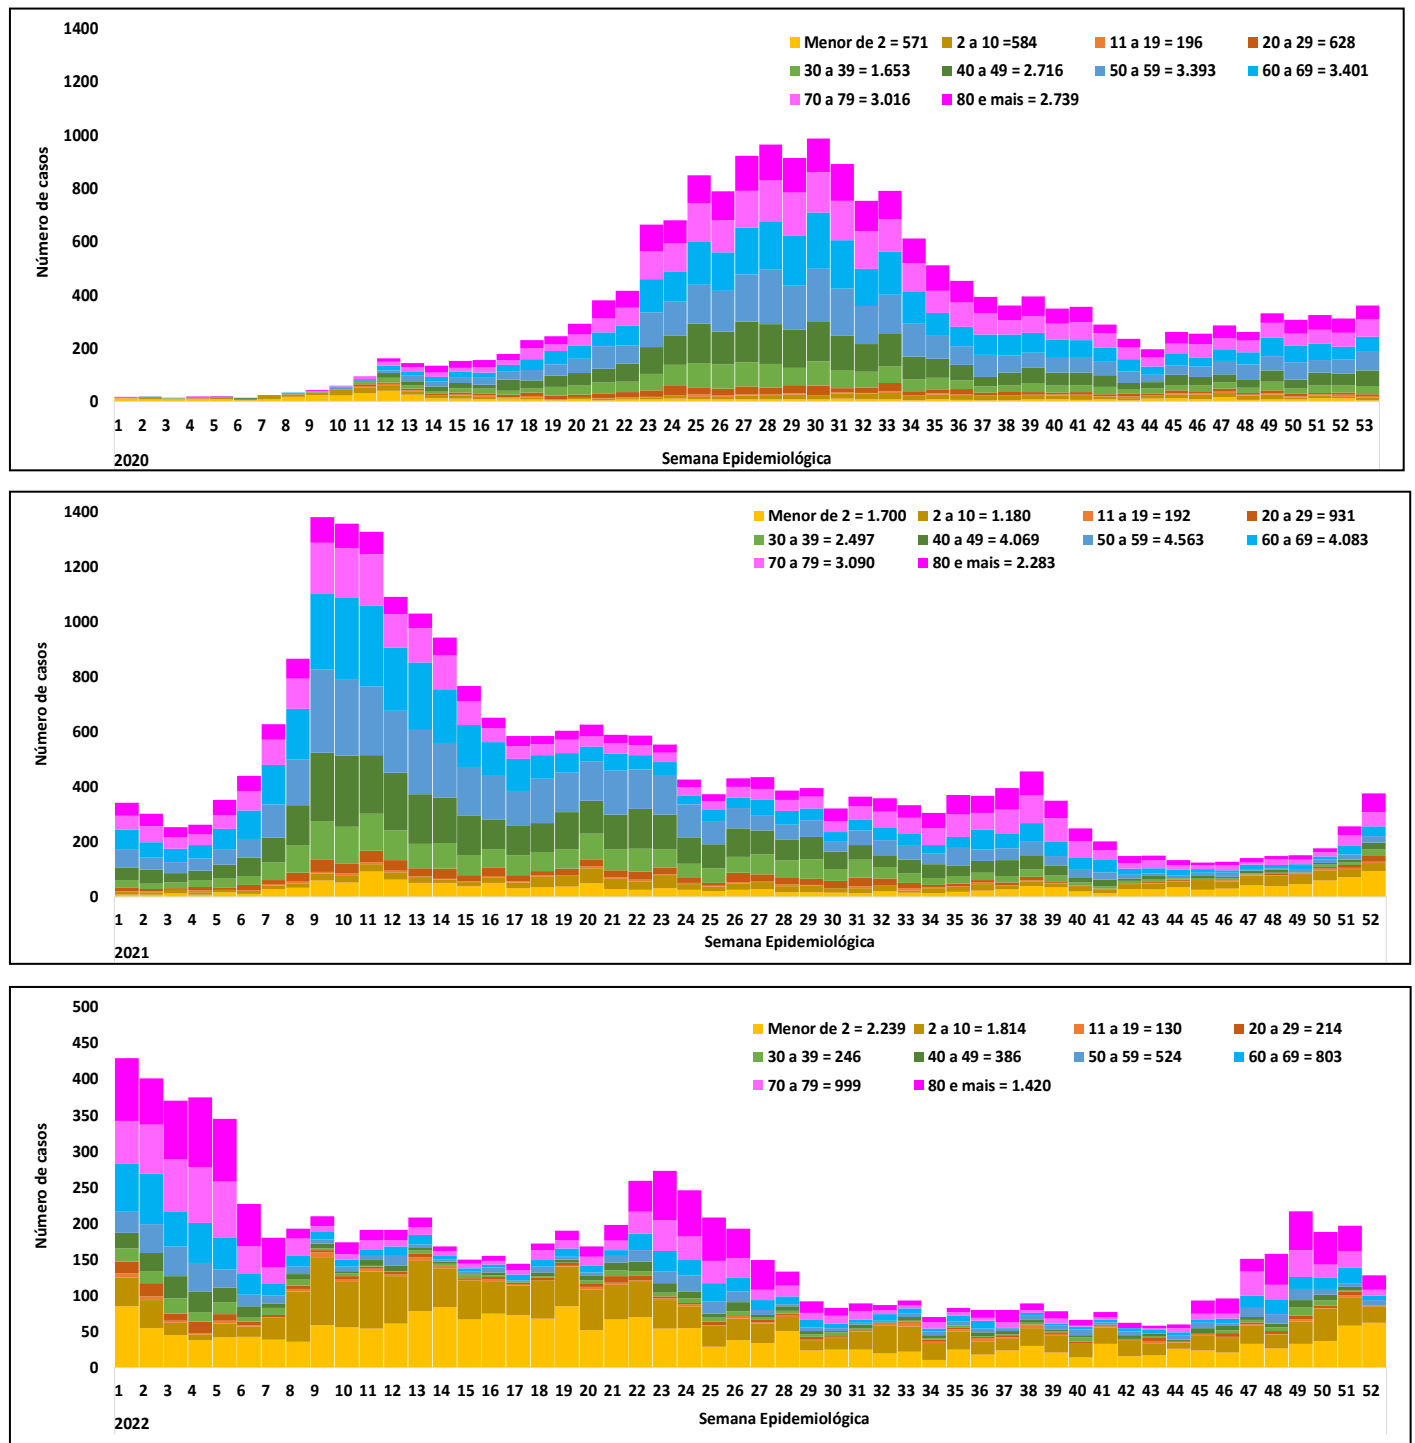 1400
Menor de 2 = 571 2 a 10 =584 11 a 19 = 196 20 a 29 = 628
30 a 39 = 1.653 40 a 49 = 2.716 50 a 59 = 3.393 60 a 69 = 3.401
70 a 79 = 3.016 80 e mais = 2.739
1200
1000
800
600
400
200
0
Número de casos
1 2 3 4 5 6 7 8 9 10 11 12 13 14 15 16 17 18 19 20 21 22 23 24 25 26 27 28 29 30 31 32 33 34 35 36 37 38 39 40 41 42 43 44 45 46 47 48 49 50 51 52 53
2020
Semana Epidemiológica
1400
Menor de 2 = 1.700 2 a 10 = 1.180 11 a 19 = 192 20 a 29 = 931
30 a 39 = 2.497 40 a 49 = 4.069 50 a 59 = 4.563 60 a 69 = 4.083
70 a 79 = 3.090 80 e mais = 2.283
1200
1000
800
600
400
200
0
Número de casos
1 2 3 4 5 6 7 8 9 10 11 12 13 14 15 16 17 18 19 20 21 22 23 24 25 26 27 28 29 30 31 32 33 34 35 36 37 38 39 40 41 42 43 44 45 46 47 48 49 50 51 52
Semana Epidemiológica
2021
500
Menor de 2 = 2.239 2 a 10 = 1.814 11 a 19 = 130 20 a 29 = 214
30 a 39 = 246 40 a 49 = 386 50 a 59 = 524 60 a 69 = 803
70 a 79 = 999 80 e mais = 1.420
450
400
350
300
250
200
150
100
50
0
Número de casos
1 2 3 4 5 6 7 8 9 10 11 12 13 14 15 16 17 18 19 20 21 22 23 24 25 26 27 28 29 30 31 32 33 34 35 36 37 38 39 40 41 42 43 44 45 46 47 48 49 50 51 52
2022
Semana Epidemiológica